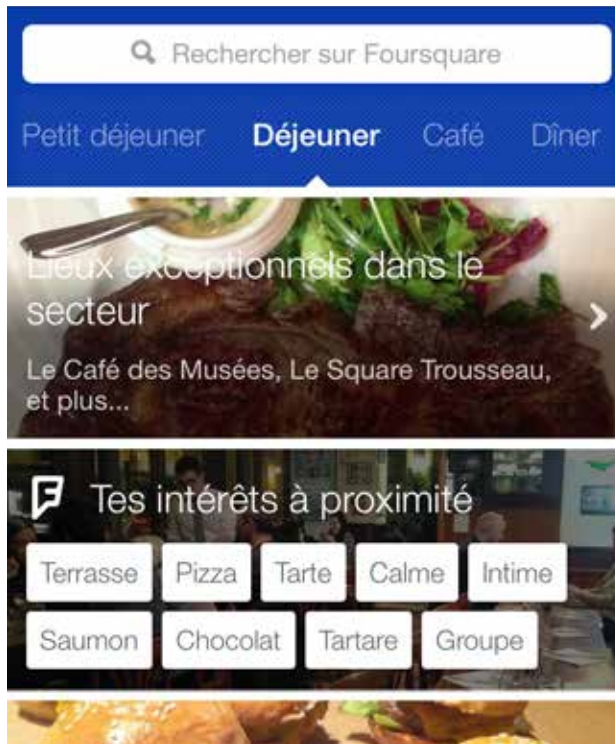 Rechercher sur Foursquare
Petit déjeuner Déjeuner Café Dîner
Lieux exceptionnels dans le
secteur
Le Café des Musées, Le Square Trousseau,
et plus...
Tes intérêts à proximité
Terrasse Pizza Tarte Calme Intime
Saumon Chocolat Tartare Groupe